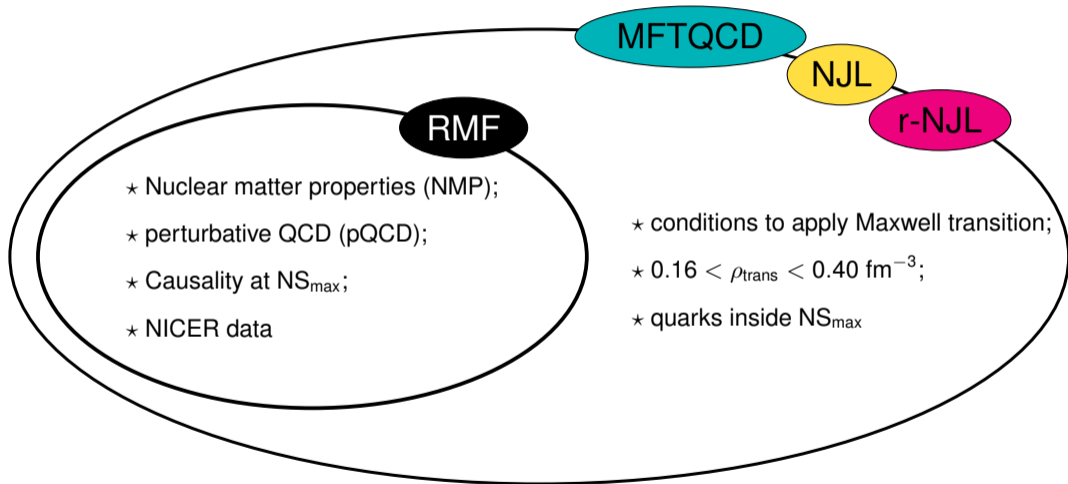 MFTQCD
NJL
r-NJL
RMF
⋆ Nuclear matter properties (NMP);
⋆ perturbative QCD (pQCD);
⋆ Causality at NSmax;
⋆ NICER data
⋆ conditions to apply Maxwell transition;
⋆ 0.16 < ρtrans < 0.40 fm⁻³;
⋆ quarks inside NSmax